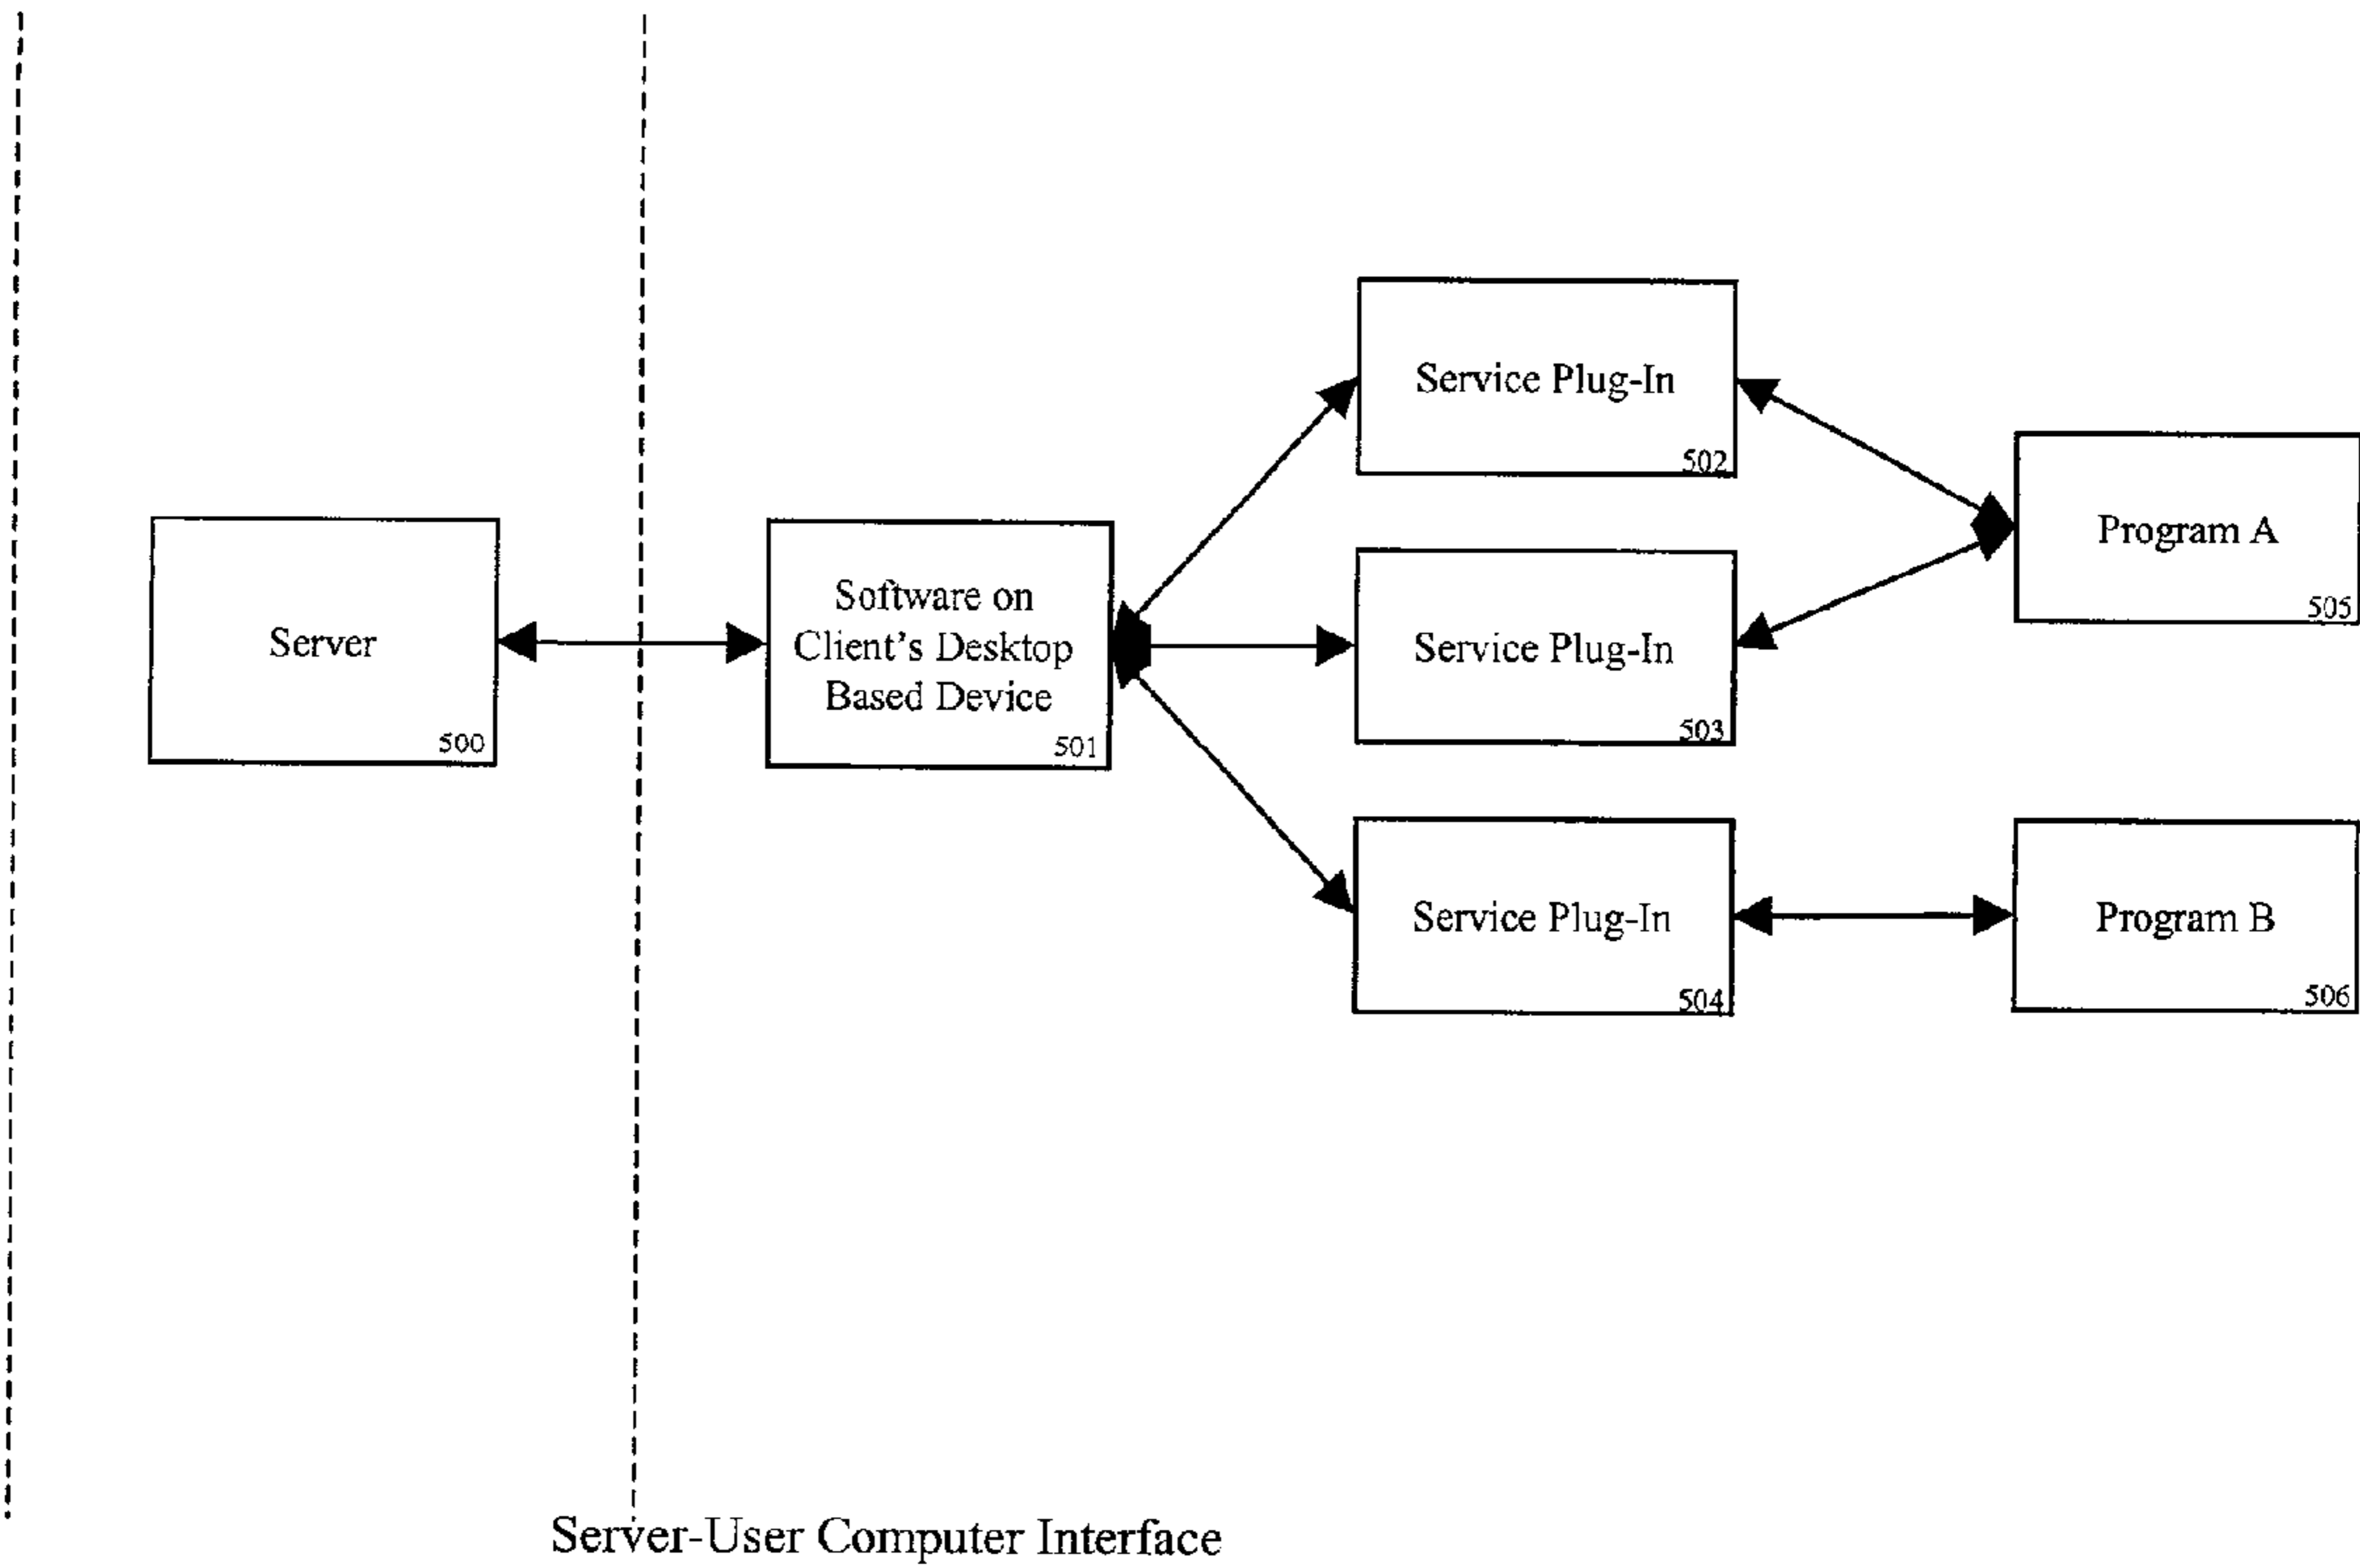 Server
500
Software on
Client's Desktop
Based Device
501
Service Plug-In
502
Service Plug-In
503
Service Plug-In
504
Program A
505
Program B
506
Server-User Computer Interface